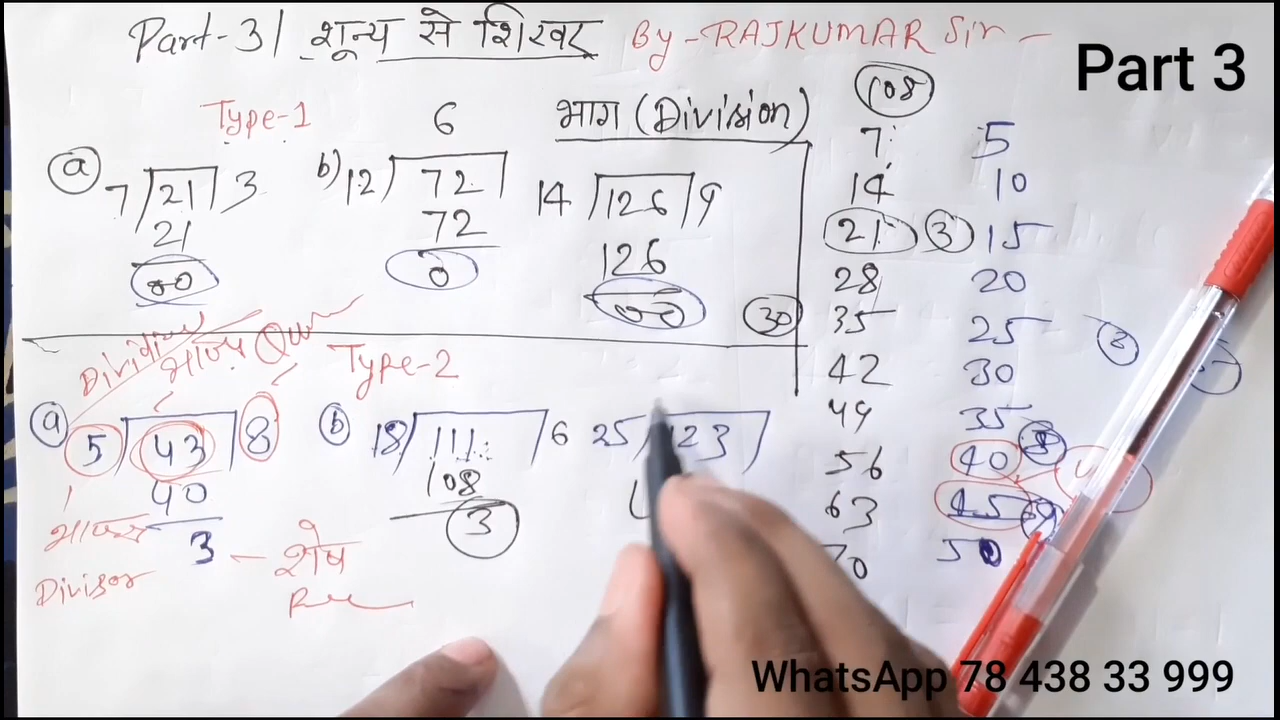 Part-3/ शून्य से शिखर By-RAJKUMAR Sir -
Part 3
Type-1
भाग (Division)
a) 7) 21 ) 3
21
00
6
b) 12) 72
72
0
14 ) 126 ) 9
126
00
30
108
7
14
21 3
28
35
42
49
56
63
70
5
10
15
20
25
30
35
40 8
45 9
50
3
Type-2
भाज्य
a) 5) 43 ) 8
40
3 - शेष
Divisor
b) 18) 111 ) 6
108
3
25) 123
WhatsApp 78 438 33 999